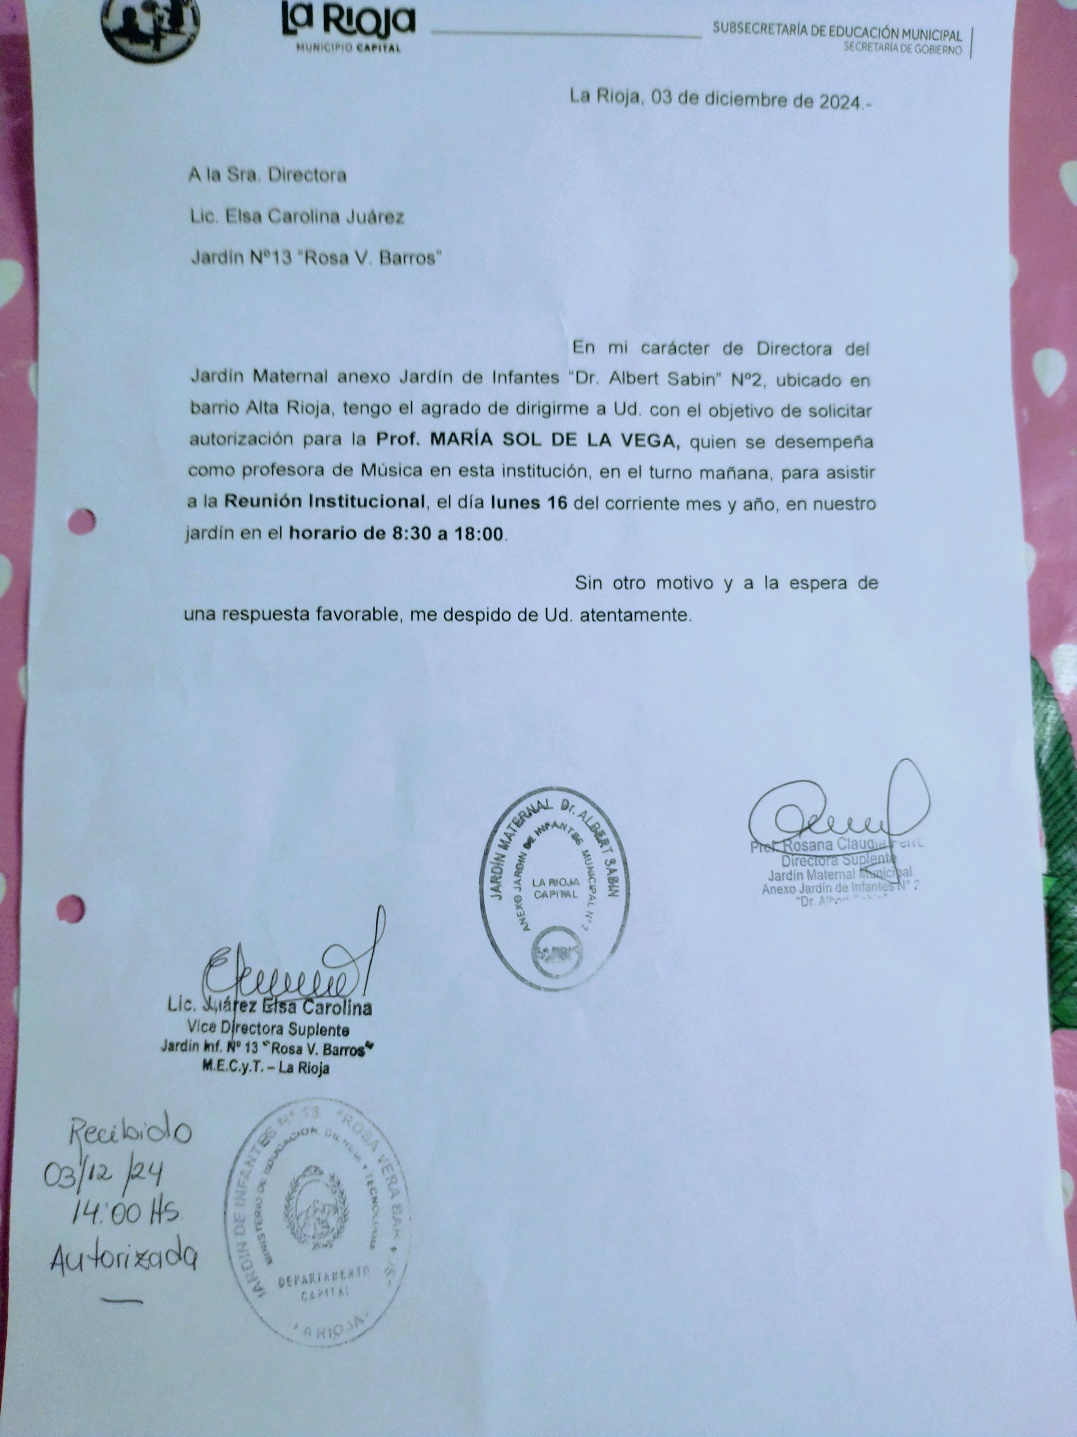 La Rioja
MUNICIPIO CAPITAL
SUBSECRETARÍA DE EDUCACIÓN MUNICIPAL
SECRETARÍA DE GOBIERNO
La Rioja, 03 de diciembre de 2024.-
A la Sra. Directora
Lic. Elsa Carolina Juárez
Jardín Nº13 “Rosa V. Barros”
En mi carácter de Directora del
Jardín Maternal anexo Jardín de Infantes “Dr. Albert Sabin” Nº2, ubicado en
barrio Alta Rioja, tengo el agrado de dirigirme a Ud. con el objetivo de solicitar
autorización para la Prof. MARÍA SOL DE LA VEGA, quien se desempeña
como profesora de Música en esta institución, en el turno mañana, para asistir
a la Reunión Institucional, el día lunes 16 del corriente mes y año, en nuestro
jardín en el horario de 8:30 a 18:00.
Sin otro motivo y a la espera de
una respuesta favorable, me despido de Ud. atentamente.
JARDÍN MATERNAL Dr. ALBERT SABIN
ANEXO JARDIN DE INFANTES MUNICIPAL Nº 2
LA RIOJA
CAPITAL
Prof. Rosana Claudia
Directora Suplente
Jardín Maternal Municipal
Anexo Jardín de Infantes Nº 2
"Dr.
Lic. Juárez Elsa Carolina
Vice Directora Suplente
Jardín Inf. Nº 13 "Rosa V. Barros"
M.E.C.y.T. – La Rioja
Recibido
03/12/24
14:00 Hs
Autorizada
JARDIN DE INFANTES Nº 13 "ROSA VERA
MINISTERIO DE EDUCACION
DEPARTAMENTO
CAPITAL
LA RIOJA